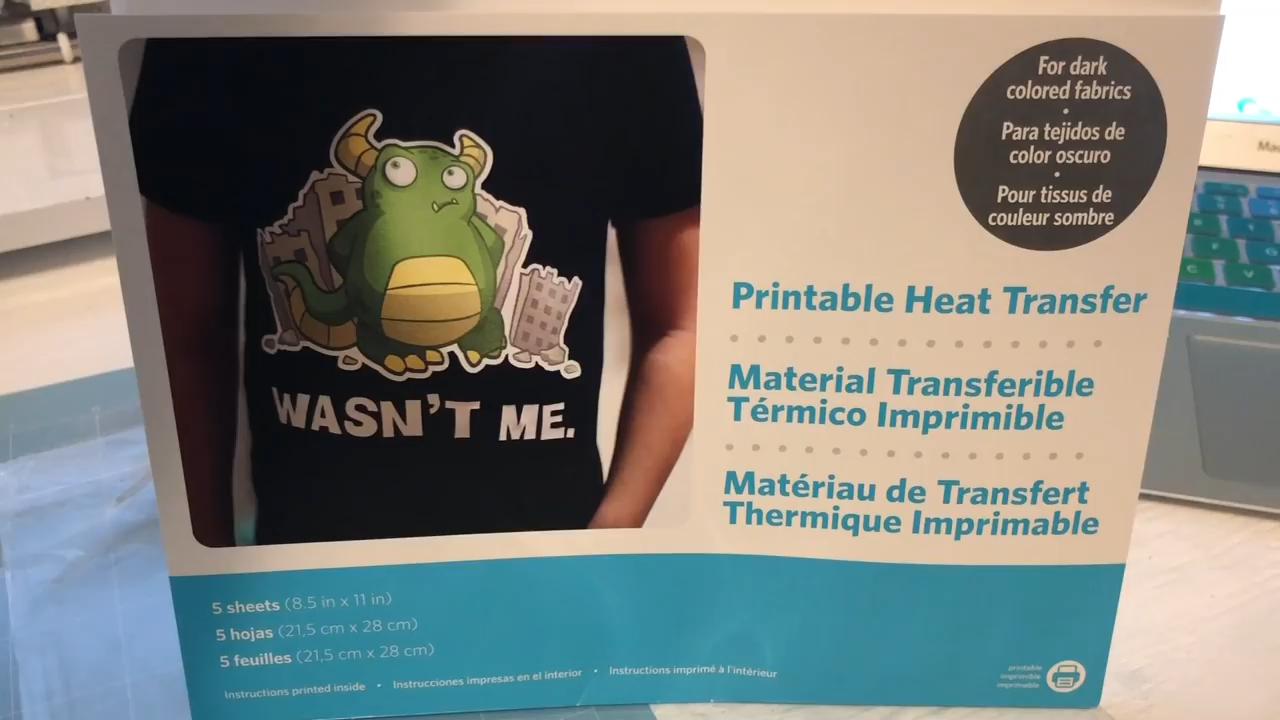 For dark
colored fabrics
•
Para tejidos de
color oscuro
•
Pour tissus de
couleur sombre
WASN'T ME.
Printable Heat Transfer
Material Transferible
Térmico Imprimible
Matériau de Transfert
Thermique Imprimable
5 sheets (8.5 in x 11 in)
5 hojas (21,5 cm x 28 cm)
5 feuilles (21,5 cm x 28 cm)
Instructions printed inside • Instrucciones impresas en el interior • Instructions imprimé à l'intérieur
printable
imprimible
imprimable
C
V